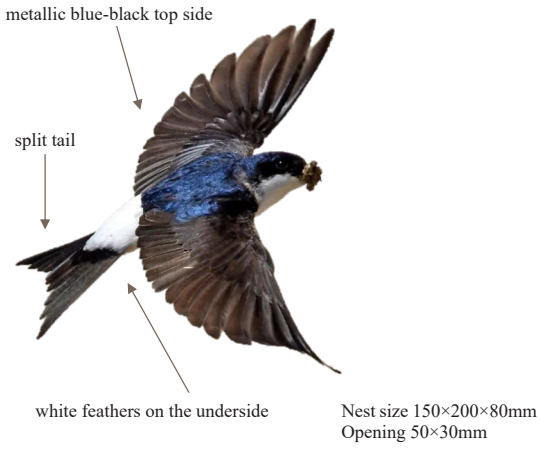 metallic blue-black top side
split tail
white feathers on the underside
Nest size 150×200×80mm
Opening 50×30mm